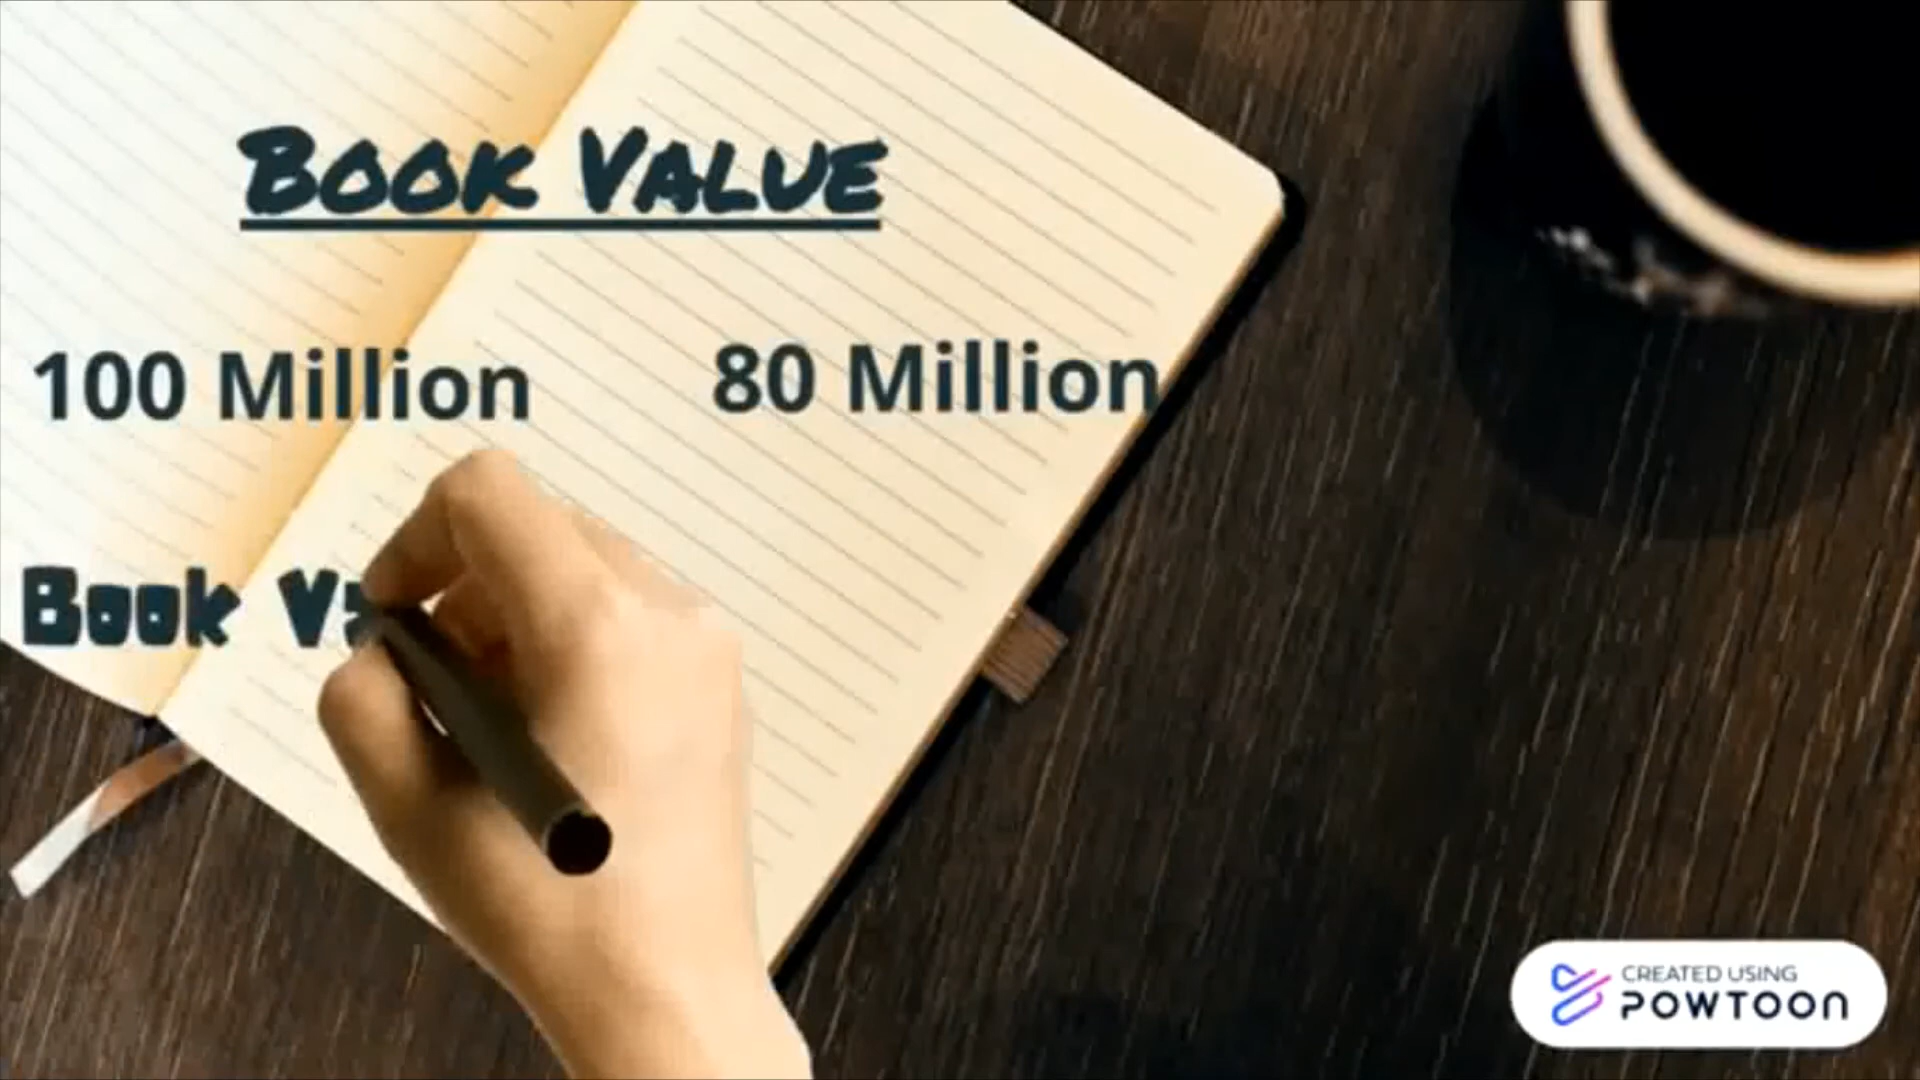 Book Value
100 Million 80 Million
Book
CREATED USING
POWTOON